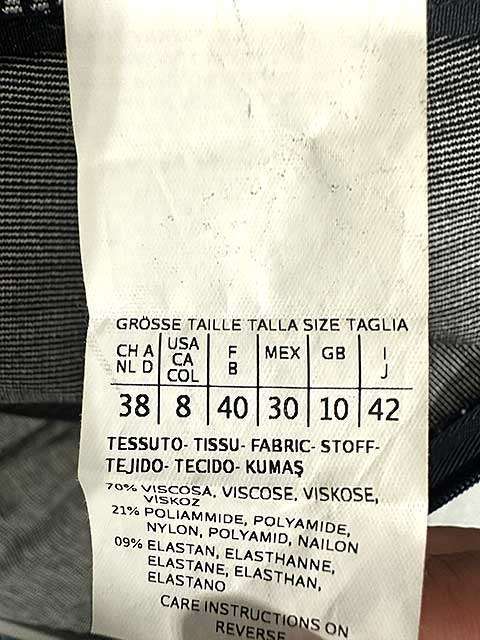 GRÖSSE TAILLE TALLA SIZE TAGLIA
CH A NL D USA CA COL F B MEX GB I J
38 8 40 30 10 42
TESSUTO- TISSU- FABRIC- STOFF-
TEJIDO- TECIDO- KUMAŞ
70% VISCOSA, VISCOSE, VISKOSE,
VISKOZ
21% POLIAMMIDE, POLYAMIDE,
NYLON, POLYAMID, NAILON
09% ELASTAN, ELASTHANNE,
ELASTANE, ELASTHAN,
ELASTANO
CARE INSTRUCTIONS ON
REVERSE